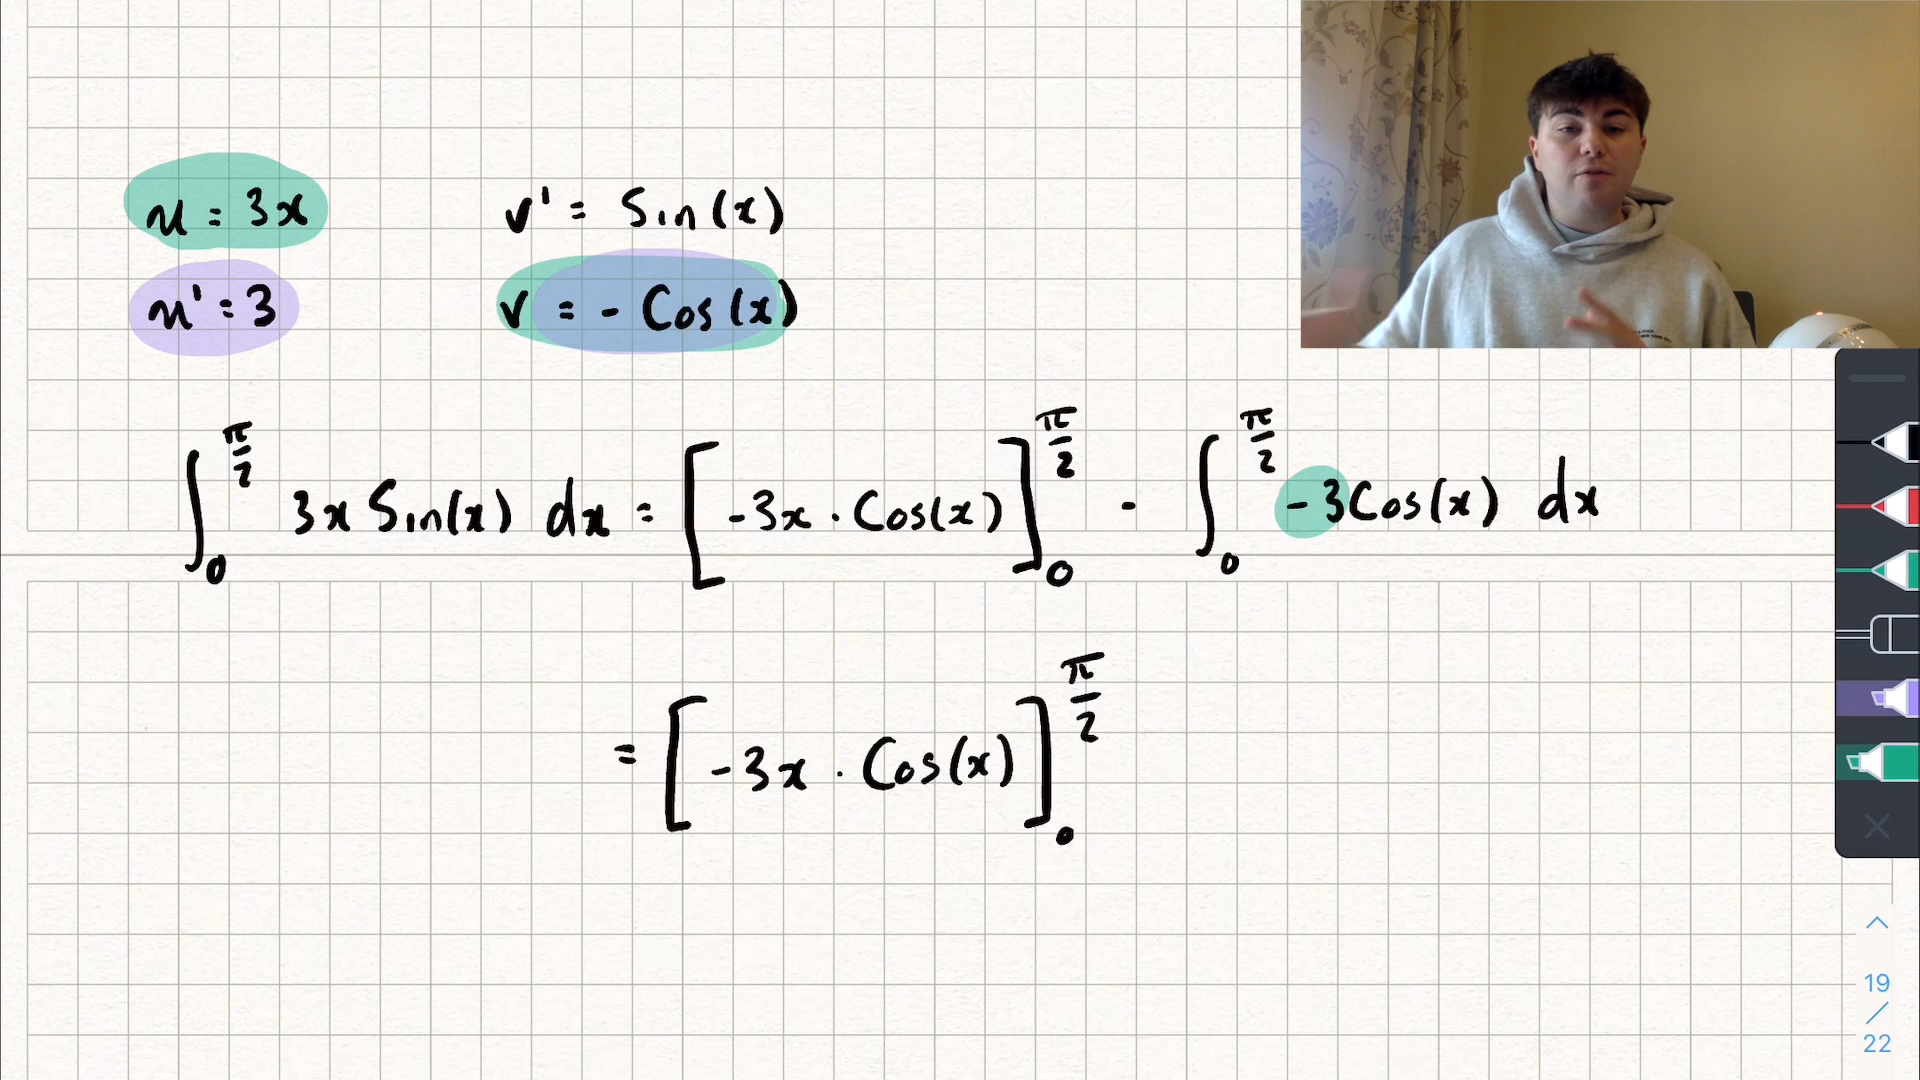 u = 3x v' = Sin(x)
u' = 3 v = - Cos(x)
∫₀^(π/2) 3x Sin(x) dx = [-3x · Cos(x)]₀^(π/2) - ∫₀^(π/2) -3Cos(x) dx
= [-3x · Cos(x)]₀^(π/2)
19
/
22